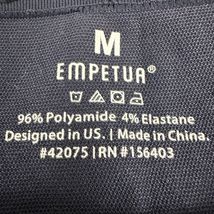 M
EMPETUA®
96% Polyamide 4% Elastane
Designed in US. | Made in China.
#42075 | RN #156403